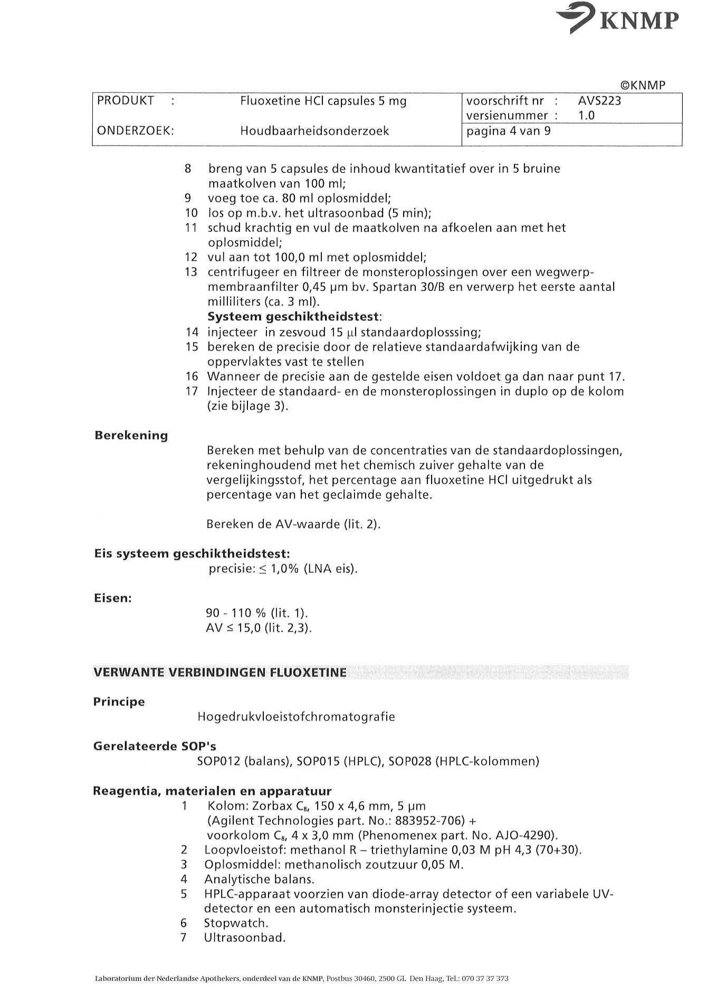 KNMP
©KNMP
PRODUKT : Fluoxetine HCl capsules 5 mg voorschrift nr : AVS223
versienummer : 1.0
ONDERZOEK: Houdbaarheidsonderzoek pagina 4 van 9
8 breng van 5 capsules de inhoud kwantitatief over in 5 bruine
maatkolven van 100 ml;
9 voeg toe ca. 80 ml oplosmiddel;
10 los op m.b.v. het ultrasoonbad (5 min);
11 schud krachtig en vul de maatkolven na afkoelen aan met het
oplosmiddel;
12 vul aan tot 100,0 ml met oplosmiddel;
13 centrifugeer en filtreer de monsteroplossingen over een wegwerp-
membraanfilter 0,45 µm bv. Spartan 30/B en verwerp het eerste aantal
milliliters (ca. 3 ml).
Systeem geschiktheidstest:
14 injecteer in zesvoud 15 µl standaardoplosssing;
15 bereken de precisie door de relatieve standaardafwijking van de
oppervlaktes vast te stellen
16 Wanneer de precisie aan de gestelde eisen voldoet ga dan naar punt 17.
17 Injecteer de standaard- en de monsteroplossingen in duplo op de kolom
(zie bijlage 3).
Berekening
Bereken met behulp van de concentraties van de standaardoplossingen,
rekeninghoudend met het chemisch zuiver gehalte van de
vergelijkingsstof, het percentage aan fluoxetine HCl uitgedrukt als
percentage van het geclaimde gehalte.
Bereken de AV-waarde (lit. 2).
Eis systeem geschiktheidstest:
precisie: ≤ 1,0% (LNA eis).
Eisen:
90 - 110 % (lit. 1).
AV ≤ 15,0 (lit. 2,3).
VERWANTE VERBINDINGEN FLUOXETINE
Principe
Hogedrukvloeistofchromatografie
Gerelateerde SOP's
SOP012 (balans), SOP015 (HPLC), SOP028 (HPLC-kolommen)
Reagentia, materialen en apparatuur
1 Kolom: Zorbax C₈, 150 x 4,6 mm, 5 µm
(Agilent Technologies part. No.: 883952-706) +
voorkolom C₈, 4 x 3,0 mm (Phenomenex part. No. AJO-4290).
2 Loopvloeistof: methanol R – triethylamine 0,03 M pH 4,3 (70+30).
3 Oplosmiddel: methanolisch zoutzuur 0,05 M.
4 Analytische balans.
5 HPLC-apparaat voorzien van diode-array detector of een variabele UV-
detector en een automatisch monsterinjectie systeem.
6 Stopwatch.
7 Ultrasoonbad.
Laboratorium der Nederlandse Apothekers, onderdeel van de KNMP, Postbus 30460, 2500 GL Den Haag, Tel.: 070 37 37 373